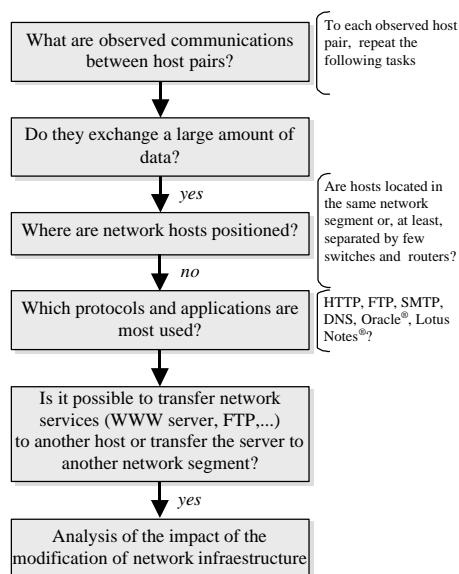 What are observed communications
between host pairs?
To each observed host
pair, repeat the
following tasks
Do they exchange a large amount of
data?
yes
Where are network hosts positioned?
Are hosts located in
the same network
segment or, at least,
separated by few
switches and routers?
no
Which protocols and applications are
most used?
HTTP, FTP, SMTP,
DNS, Oracle®, Lotus
Notes®?
Is it possible to transfer network
services (WWW server, FTP,...)
to another host or transfer the server to
another network segment?
yes
Analysis of the impact of the
modification of network infraestructure